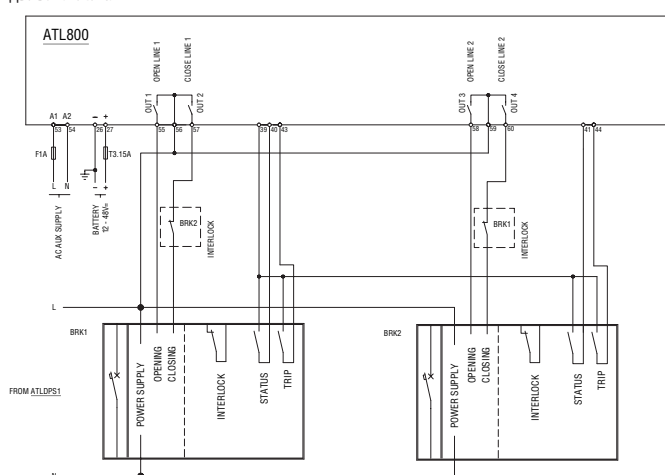 ATL800
OPEN LINE 1
CLOSE LINE 1
OPEN LINE 2
CLOSE LINE 2
OUT 1
OUT 2
OUT 3
OUT 4
A1 A2
- +
53 54 26 27 55 56 57 39 40 43 58 59 60 41 44
F1A
T3.15A
L N - +
AC AUX SUPPLY
BATTERY
12 - 48V=
BRK2
INTERLOCK
BRK1
INTERLOCK
L
BRK1
BRK2
FROM ATLDPS1
POWER SUPPLY
OPENING
CLOSING
INTERLOCK
STATUS
TRIP
POWER SUPPLY
OPENING
CLOSING
INTERLOCK
STATUS
TRIP